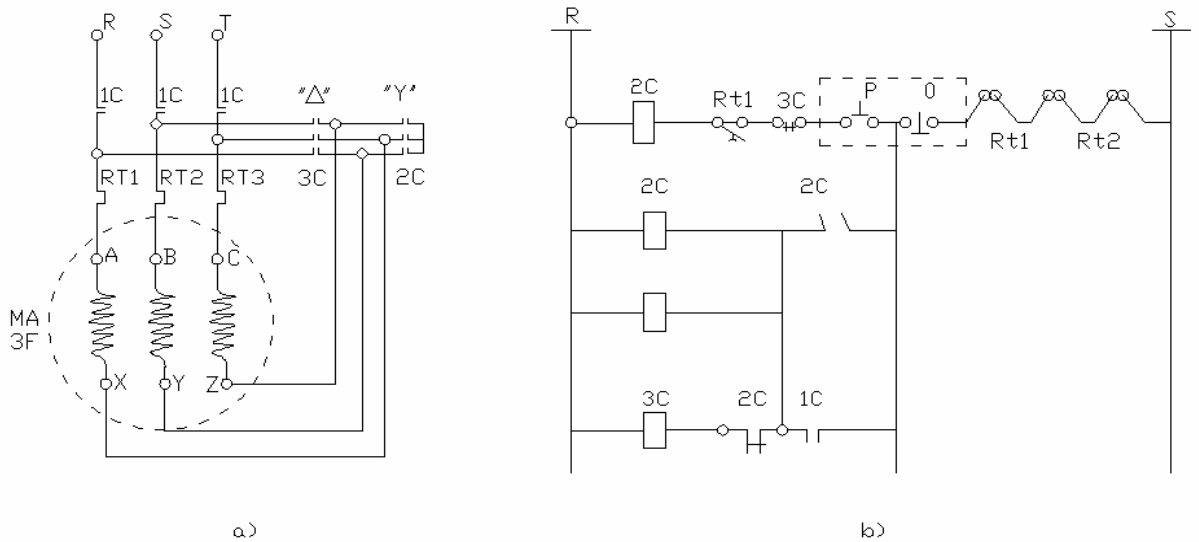 R S T
1C 1C 1C "Δ" "Y"
RT1 RT2 RT3 3C 2C
A B C
MA
3F
X Y Z
a)
R S
2C Rt1 3C P O
Rt1 Rt2
2C 2C
3C 2C 1C
b)